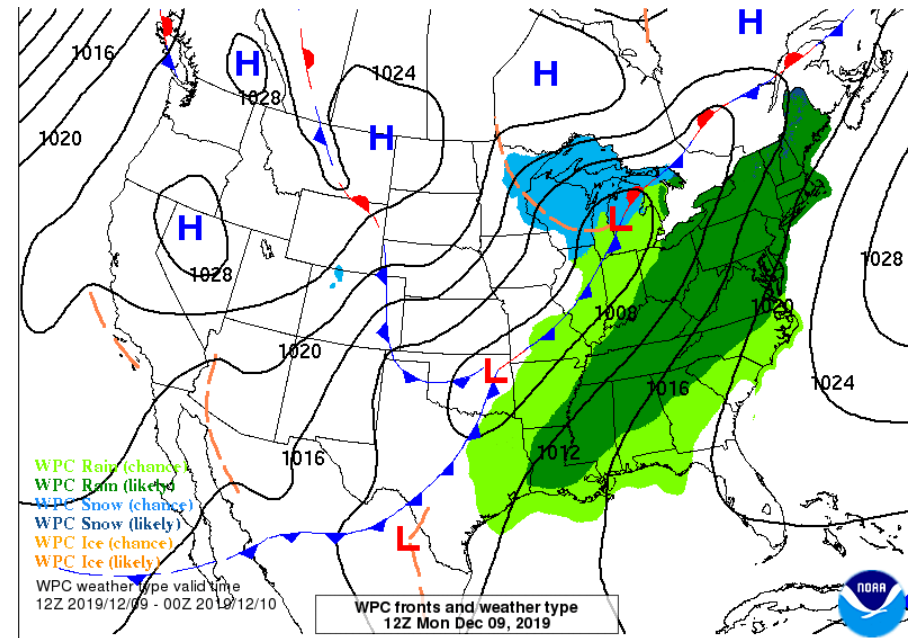 1016
1020
H
1028
1024
H
H
H
H
1028
L
1028
1008
1020
1020
L
1024
1016
1016
1012
L
WPC Rain (chance)
WPC Rain (likely)
WPC Snow (chance)
WPC Snow (likely)
WPC Ice (chance)
WPC Ice (likely)
WPC weather type valid time
12Z 2019/12/09 - 00Z 2019/12/10
WPC fronts and weather type
12Z Mon Dec 09, 2019
NOAA